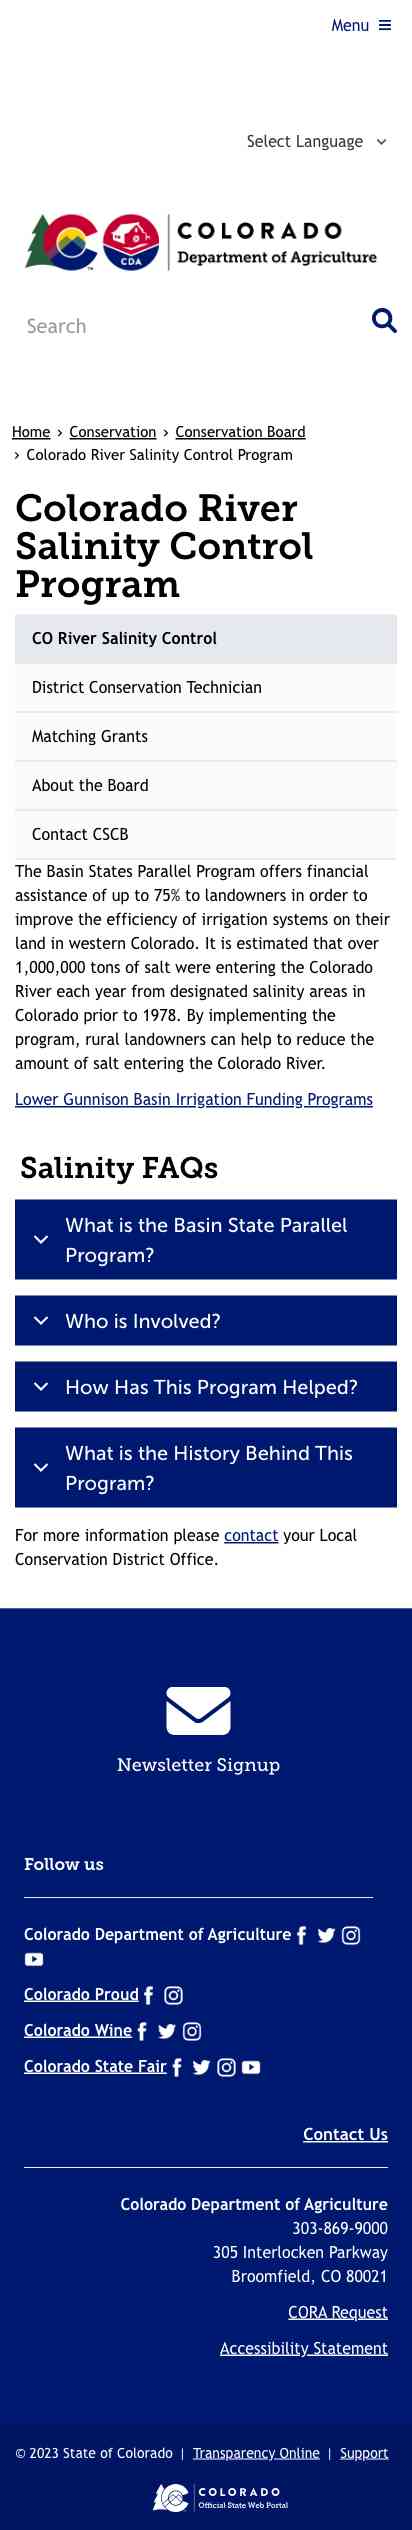 Menu
Select Language
CDA
COLORADO
Department of Agriculture
Search
Home › Conservation › Conservation Board
› Colorado River Salinity Control Program
Colorado River
Salinity Control
Program
CO River Salinity Control
District Conservation Technician
Matching Grants
About the Board
Contact CSCB
The Basin States Parallel Program offers financial
assistance of up to 75% to landowners in order to
improve the efficiency of irrigation systems on their
land in western Colorado. It is estimated that over
1,000,000 tons of salt were entering the Colorado
River each year from designated salinity areas in
Colorado prior to 1978. By implementing the
program, rural landowners can help to reduce the
amount of salt entering the Colorado River.
Lower Gunnison Basin Irrigation Funding Programs
Salinity FAQs
What is the Basin State Parallel
Program?
Who is Involved?
How Has This Program Helped?
What is the History Behind This
Program?
For more information please contact your Local
Conservation District Office.
Newsletter Signup
Follow us
Colorado Department of Agriculture
Colorado Proud
Colorado Wine
Colorado State Fair
Contact Us
Colorado Department of Agriculture
303-869-9000
305 Interlocken Parkway
Broomfield, CO 80021
CORA Request
Accessibility Statement
© 2023 State of Colorado | Transparency Online | Support
COLORADO
Official State Web Portal